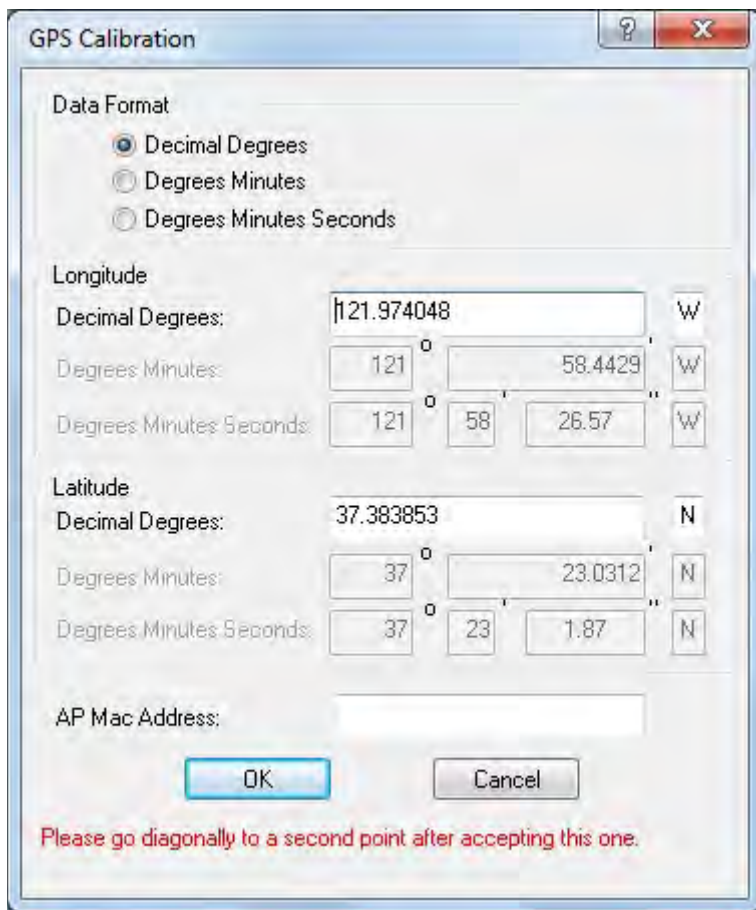 GPS Calibration
?
X
Data Format
Decimal Degrees
Degrees Minutes
Degrees Minutes Seconds
Longitude
Decimal Degrees: 121.974048 W
Degrees Minutes: 121 o 58.4429 ' W
Degrees Minutes Seconds: 121 o 58 ' 26.57 " W
Latitude
Decimal Degrees: 37.383853 N
Degrees Minutes: 37 o 23.0312 ' N
Degrees Minutes Seconds: 37 o 23 ' 1.87 " N
AP Mac Address:
OK Cancel
Please go diagonally to a second point after accepting this one.